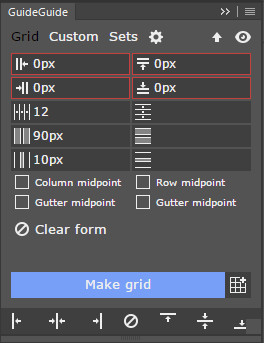 GuideGuide
Grid Custom Sets
0px 0px
0px 0px
12
90px
10px
Column midpoint Row midpoint
Gutter midpoint Gutter midpoint
Clear form
Make grid